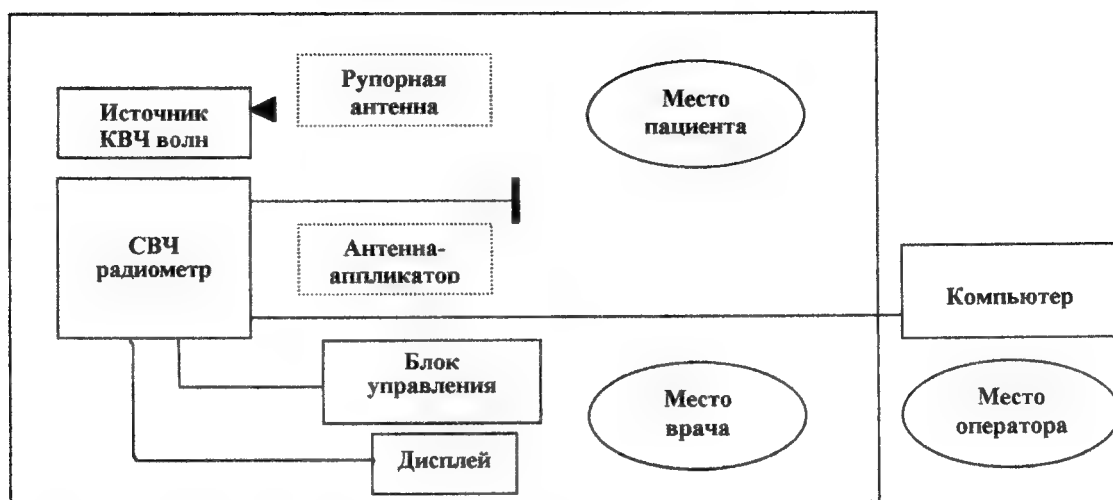 Рупорная
антенна
Источник
КВЧ волн
Место
пациента
СВЧ
радиометр
Антенна-
аппликатор
Компьютер
Блок
управления
Место
врача
Место
оператора
Дисплей